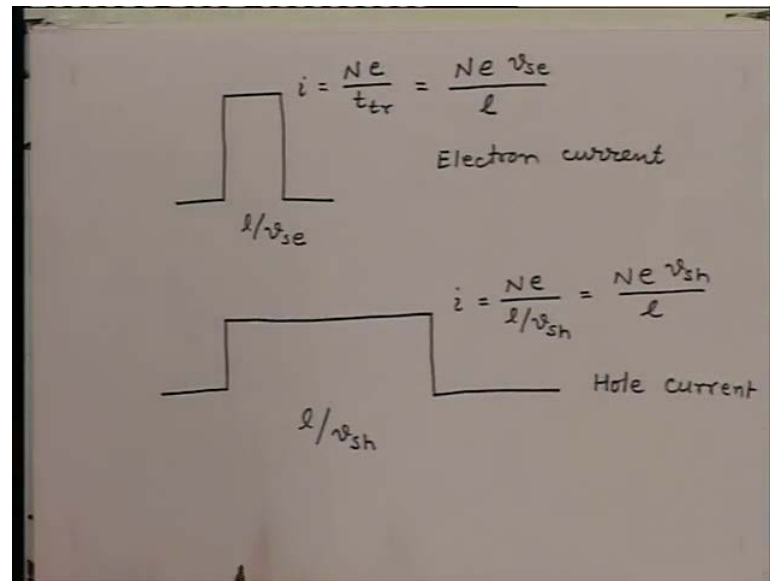 i = Ne/t_tr = Ne v_se/l
Electron current
l/v_se
i = Ne/(l/v_sh) = Ne v_sh/l
Hole current
l/v_sh